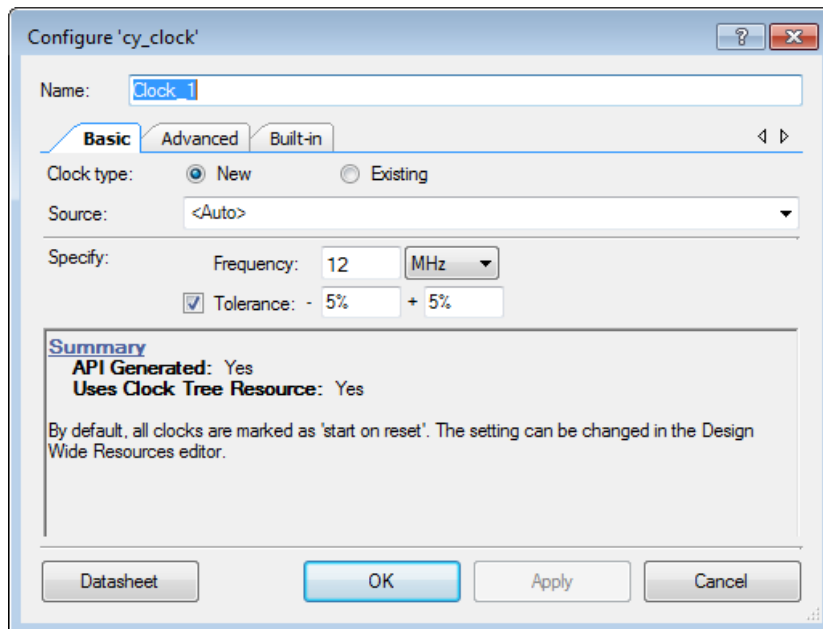 Configure 'cy_clock'
Name: Clock_1
Basic Advanced Built-in
Clock type: New Existing
Source: <Auto>
Specify: Frequency: 12 MHz
Tolerance: - 5% + 5%
Summary
API Generated: Yes
Uses Clock Tree Resource: Yes
By default, all clocks are marked as 'start on reset'. The setting can be changed in the Design
Wide Resources editor.
Datasheet OK Apply Cancel